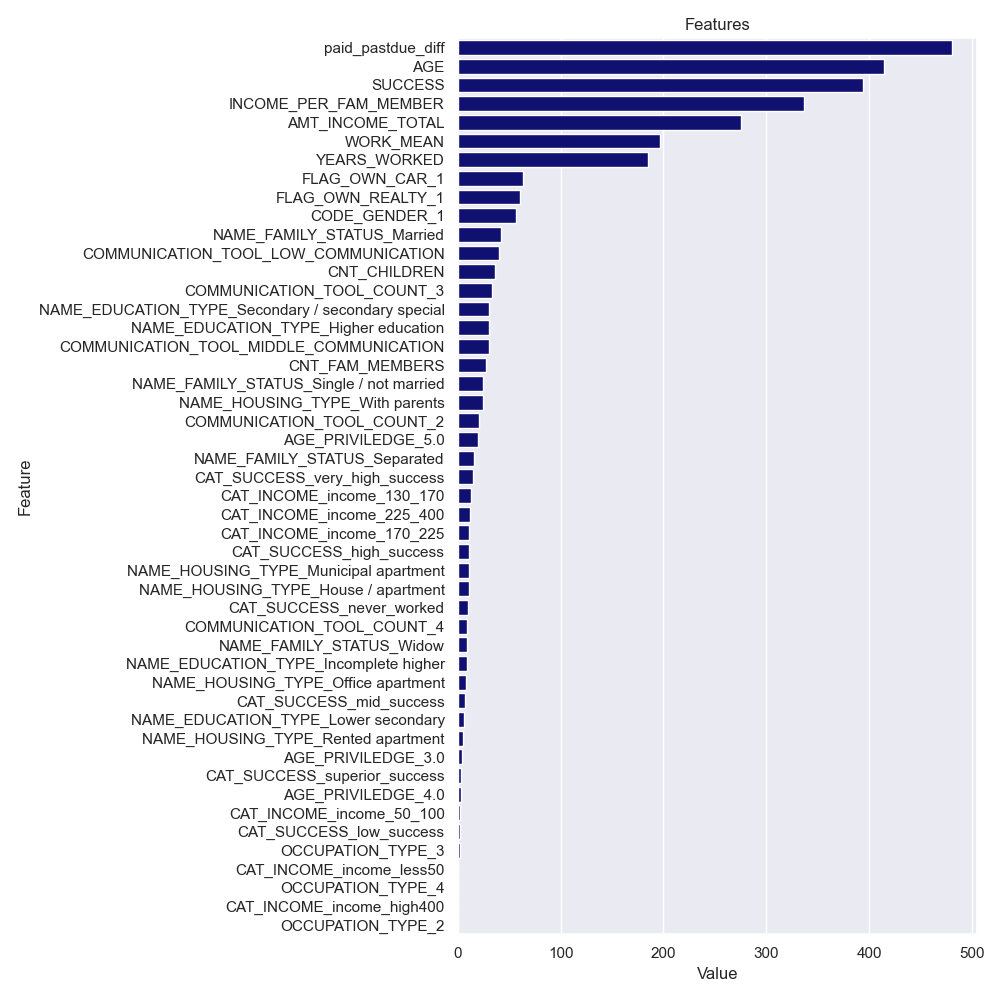 Features
paid_pastdue_diff
AGE
SUCCESS
INCOME_PER_FAM_MEMBER
AMT_INCOME_TOTAL
WORK_MEAN
YEARS_WORKED
FLAG_OWN_CAR_1
FLAG_OWN_REALTY_1
CODE_GENDER_1
NAME_FAMILY_STATUS_Married
COMMUNICATION_TOOL_LOW_COMMUNICATION
CNT_CHILDREN
COMMUNICATION_TOOL_COUNT_3
NAME_EDUCATION_TYPE_Secondary / secondary special
NAME_EDUCATION_TYPE_Higher education
COMMUNICATION_TOOL_MIDDLE_COMMUNICATION
CNT_FAM_MEMBERS
NAME_FAMILY_STATUS_Single / not married
NAME_HOUSING_TYPE_With parents
COMMUNICATION_TOOL_COUNT_2
AGE_PRIVILEDGE_5.0
NAME_FAMILY_STATUS_Separated
CAT_SUCCESS_very_high_success
CAT_INCOME_income_130_170
CAT_INCOME_income_225_400
CAT_INCOME_income_170_225
CAT_SUCCESS_high_success
NAME_HOUSING_TYPE_Municipal apartment
NAME_HOUSING_TYPE_House / apartment
CAT_SUCCESS_never_worked
COMMUNICATION_TOOL_COUNT_4
NAME_FAMILY_STATUS_Widow
NAME_EDUCATION_TYPE_Incomplete higher
NAME_HOUSING_TYPE_Office apartment
CAT_SUCCESS_mid_success
NAME_EDUCATION_TYPE_Lower secondary
NAME_HOUSING_TYPE_Rented apartment
AGE_PRIVILEDGE_3.0
CAT_SUCCESS_superior_success
AGE_PRIVILEDGE_4.0
CAT_INCOME_income_50_100
CAT_SUCCESS_low_success
OCCUPATION_TYPE_3
CAT_INCOME_income_less50
OCCUPATION_TYPE_4
CAT_INCOME_income_high400
OCCUPATION_TYPE_2
Feature
0 100 200 300 400 500
Value